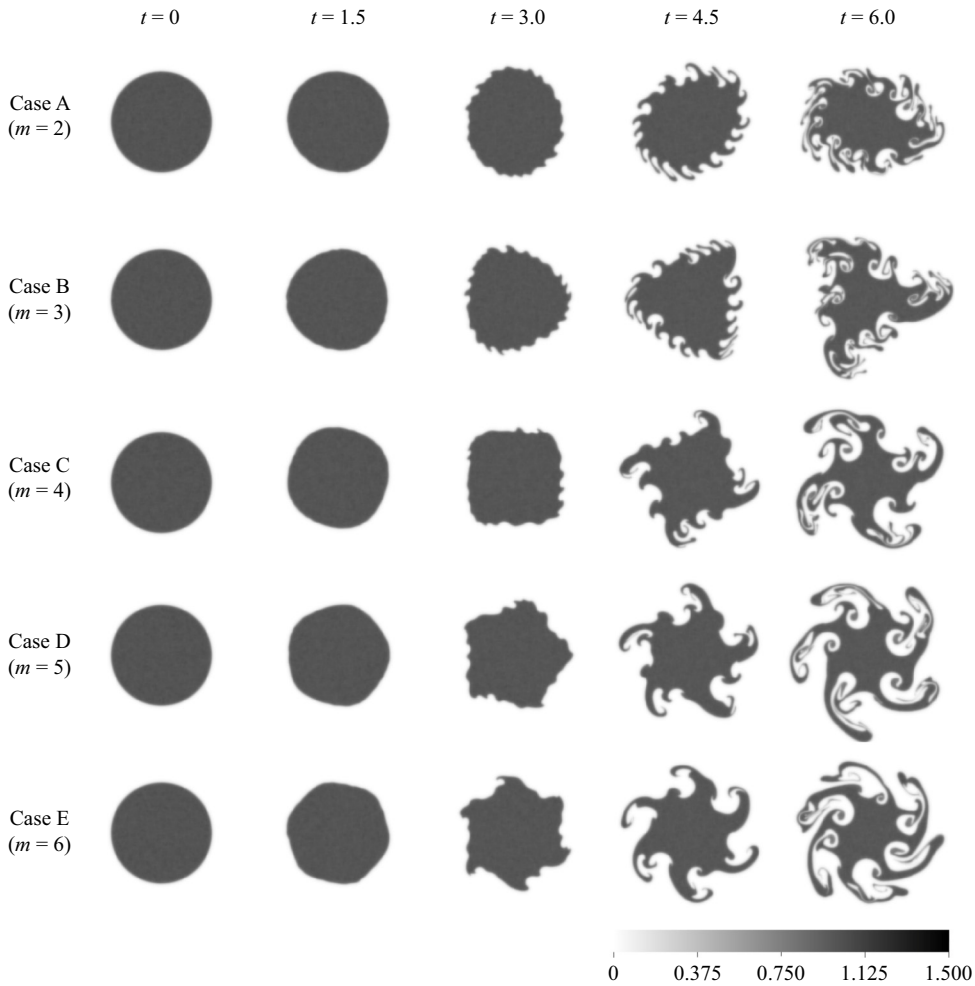 t = 0 t = 1.5 t = 3.0 t = 4.5 t = 6.0
Case A
(m = 2)
Case B
(m = 3)
Case C
(m = 4)
Case D
(m = 5)
Case E
(m = 6)
0 0.375 0.750 1.125 1.500